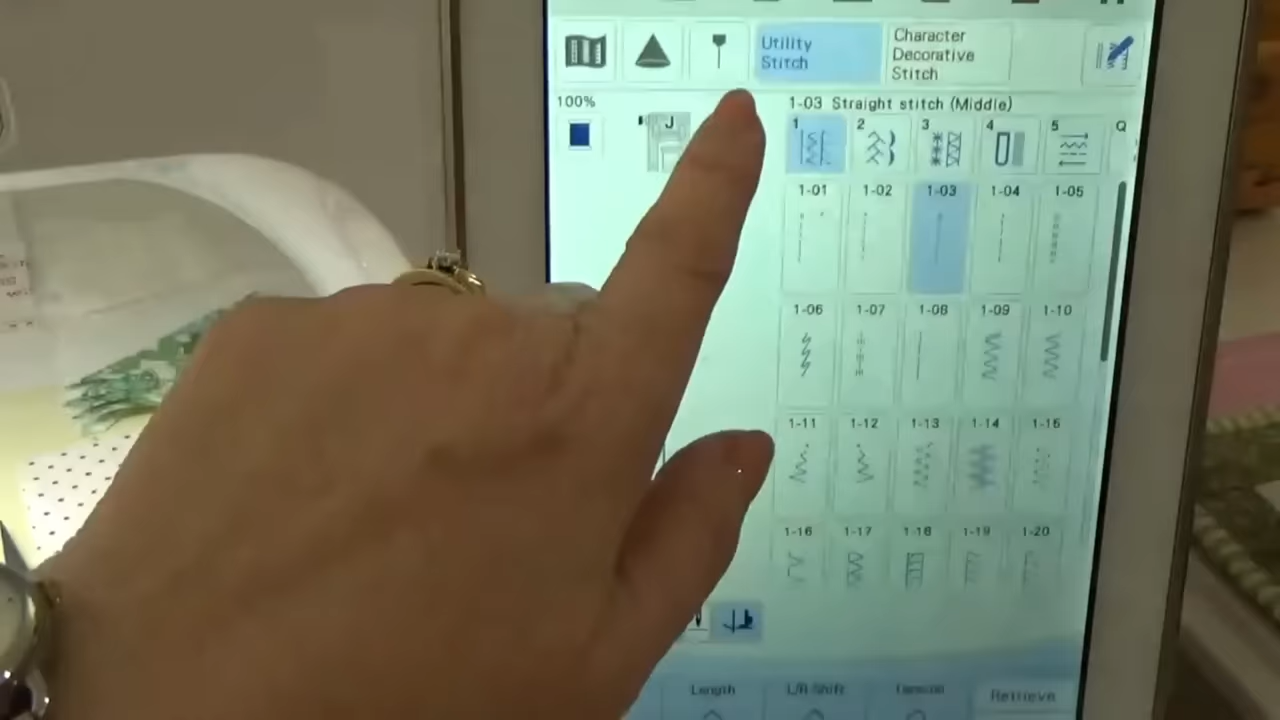 Utility
Stitch
Character
Decorative
Stitch
100%
J
1-03 Straight stitch (Middle)
1 2 3 4 5 Q
1-01 1-02 1-03 1-04 1-05
1-06 1-07 1-08 1-09 1-10
1-11 1-12 1-13 1-14 1-15
1-16 1-17 1-18 1-19 1-20
Length L/R Shift Tension Retrieve